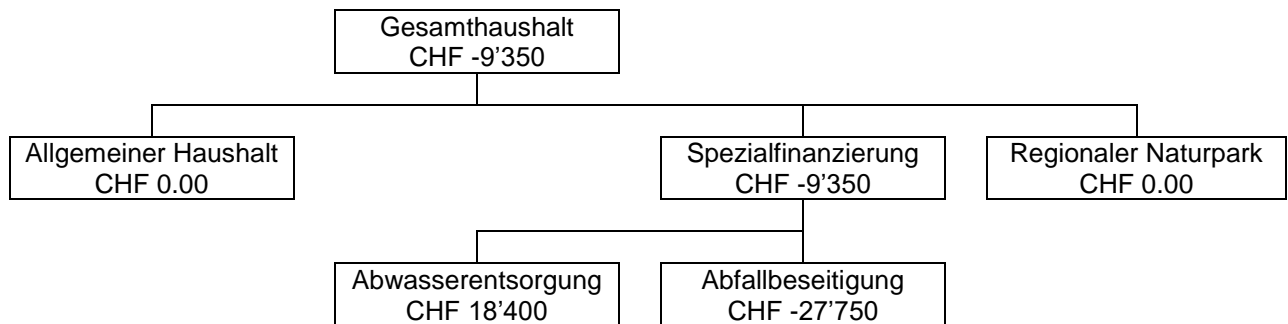 Gesamthaushalt
CHF -9’350
Allgemeiner Haushalt
CHF 0.00
Spezialfinanzierung
CHF -9’350
Regionaler Naturpark
CHF 0.00
Abwasserentsorgung
CHF 18’400
Abfallbeseitigung
CHF -27’750